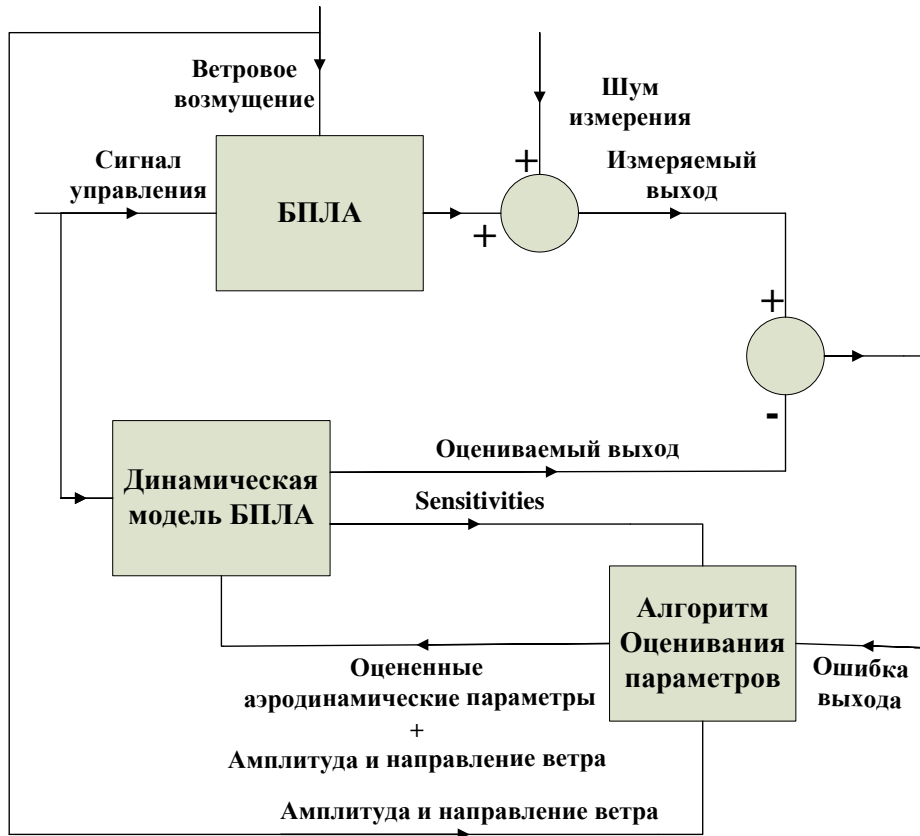 Ветровое
возмущение
Шум
измерения
Сигнал
управления
БПЛА
+
+
Измеряемый
выход
+
-
Динамическая
модель БПЛА
Оцениваемый выход
Sensitivities
Алгоритм
Оценивания
параметров
Оцененные
аэродинамические параметры
+
Амплитуда и направление ветра
Ошибка
выхода
Амплитуда и направление ветра